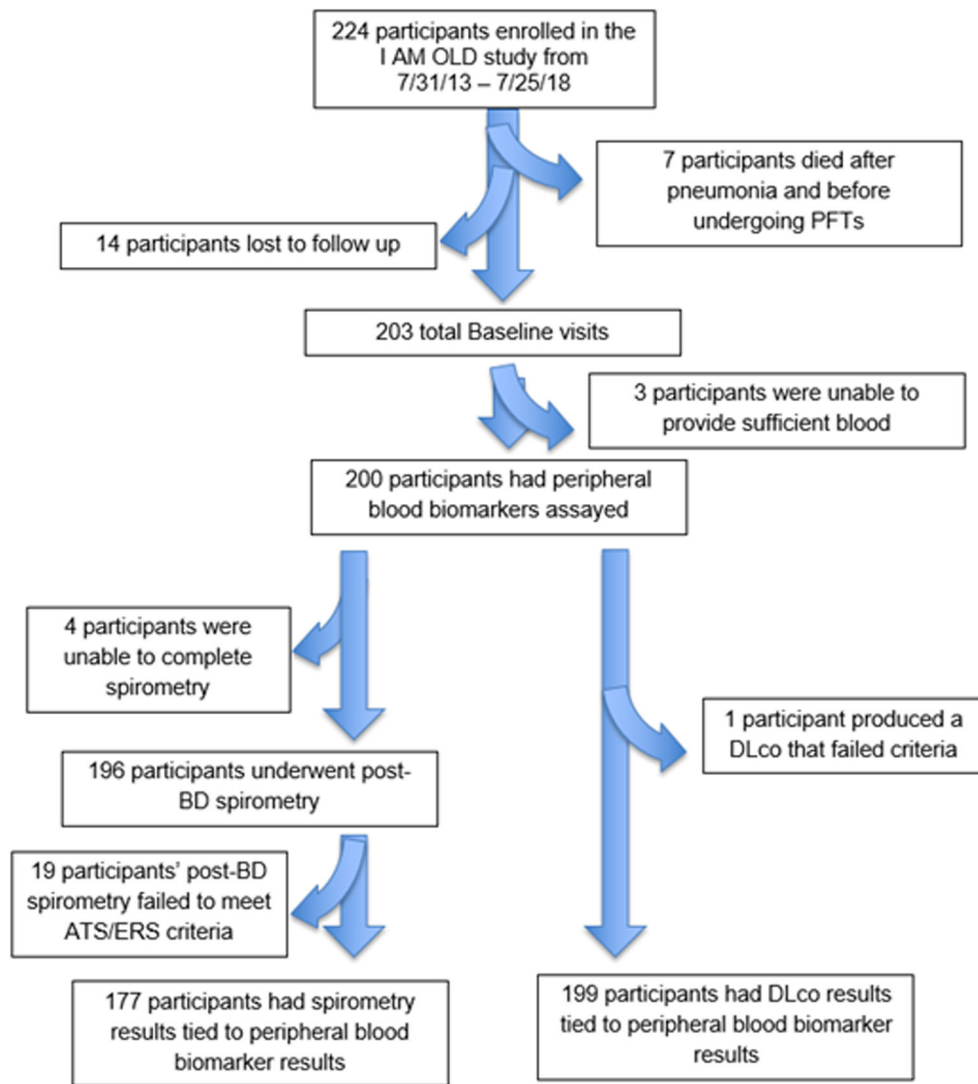 224 participants enrolled in the
I AM OLD study from
7/31/13 – 7/25/18
7 participants died after
pneumonia and before
undergoing PFTs
14 participants lost to follow up
203 total Baseline visits
3 participants were unable to
provide sufficient blood
200 participants had peripheral
blood biomarkers assayed
4 participants were
unable to complete
spirometry
1 participant produced a
DLco that failed criteria
196 participants underwent post-
BD spirometry
19 participants' post-BD
spirometry failed to meet
ATS/ERS criteria
177 participants had spirometry
results tied to peripheral blood
biomarker results
199 participants had DLco results
tied to peripheral blood biomarker
results